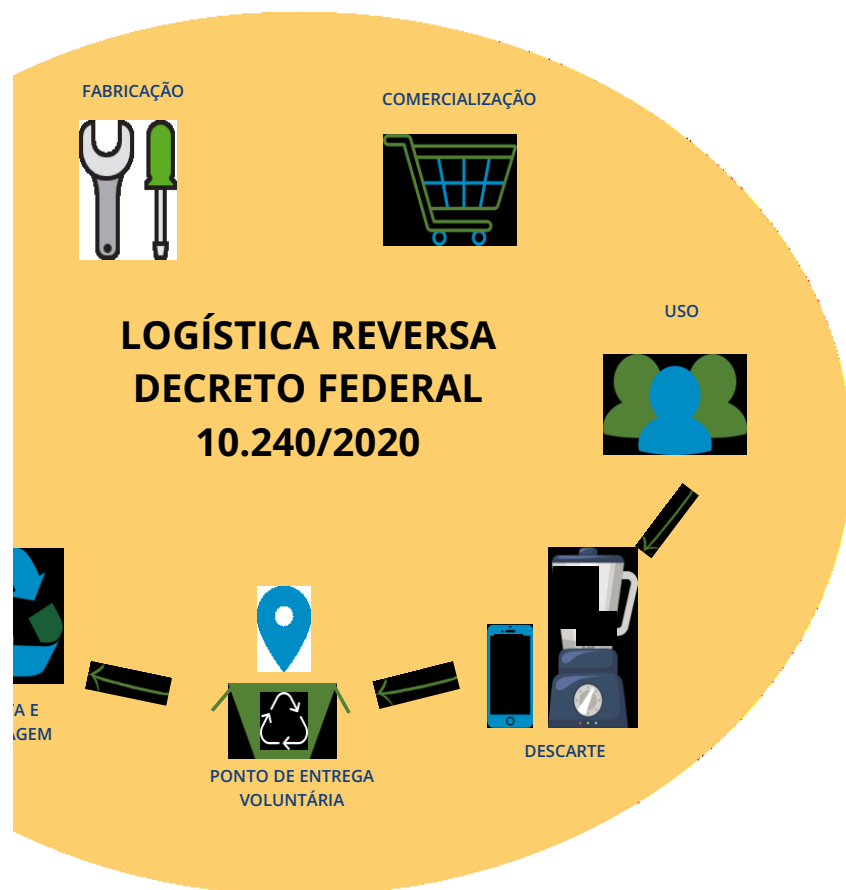 FABRICAÇÃO
COMERCIALIZAÇÃO
LOGÍSTICA REVERSA
DECRETO FEDERAL
10.240/2020
USO
DESCARTE
PONTO DE ENTREGA
VOLUNTÁRIA
E